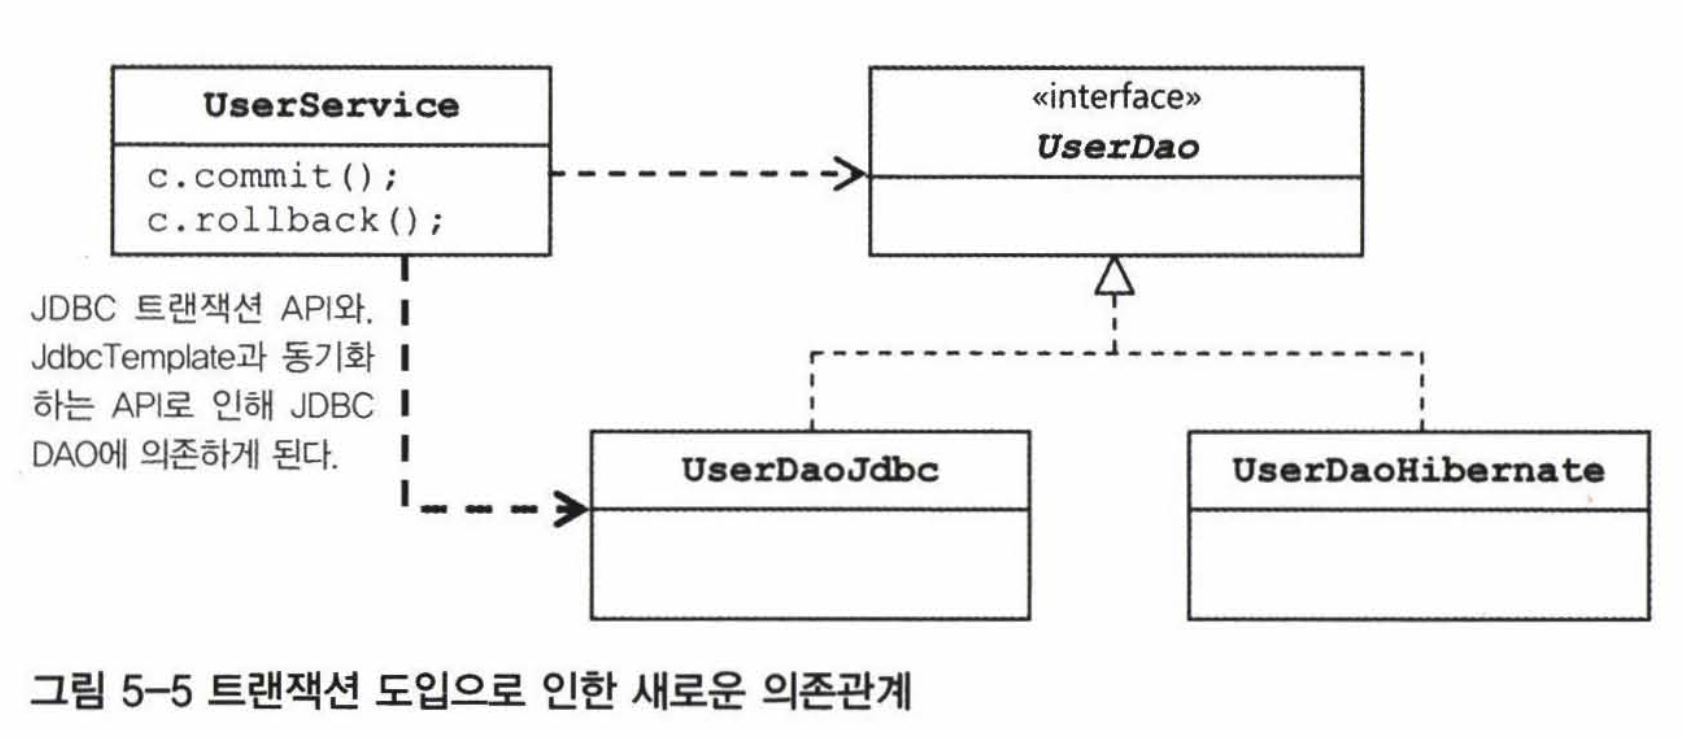 UserService
c.commit();
c.rollback();
«interface»
UserDao
JDBC 트랜잭션 API와,
JdbcTemplate과 동기화
하는 API로 인해 JDBC
DAO에 의존하게 된다.
UserDaoJdbc
UserDaoHibernate
그림 5-5 트랜잭션 도입으로 인한 새로운 의존관계